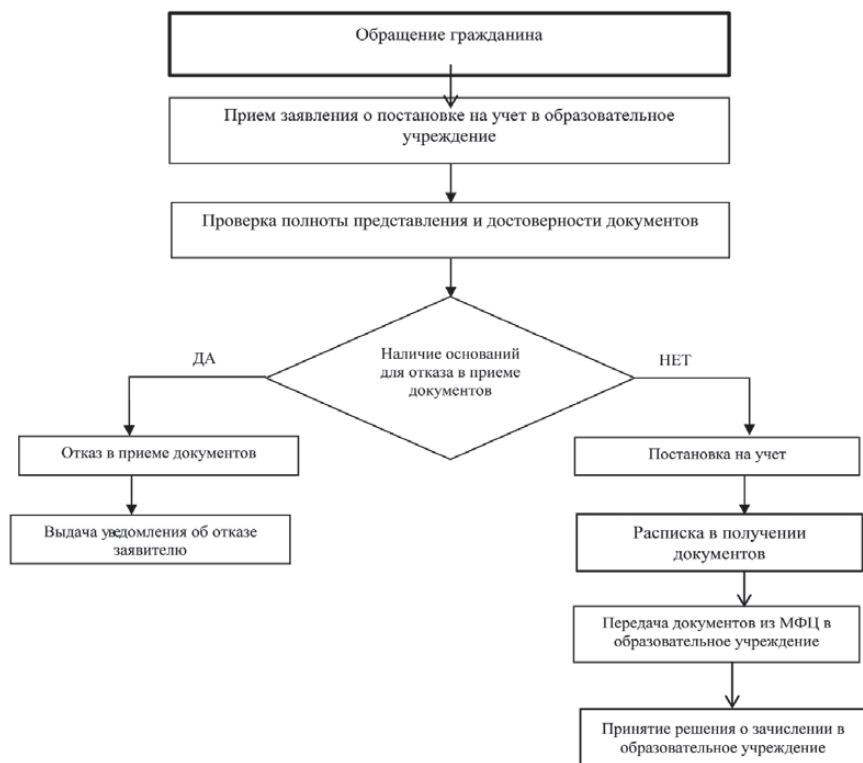 Обращение гражданина
Прием заявления о постановке на учет в образовательное
учреждение
Проверка полноты представления и достоверности документов
Наличие оснований
для отказа в приеме
документов
ДА
НЕТ
Отказ в приеме документов
Выдача уведомления об отказе
заявителю
Постановка на учет
Расписка в получении
документов
Передача документов из МФЦ в
образовательное учреждение
Принятие решения о зачислении в
образовательное учреждение